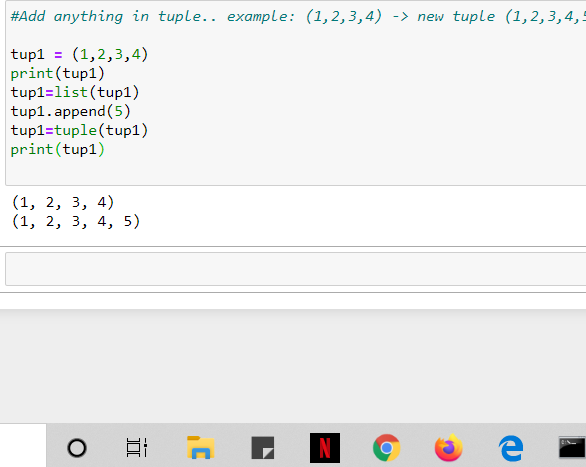 #Add anything in tuple.. example: (1,2,3,4) -> new tuple (1,2,3,4,5
tup1 = (1,2,3,4)
print(tup1)
tup1=list(tup1)
tup1.append(5)
tup1=tuple(tup1)
print(tup1)
(1, 2, 3, 4)
(1, 2, 3, 4, 5)
N